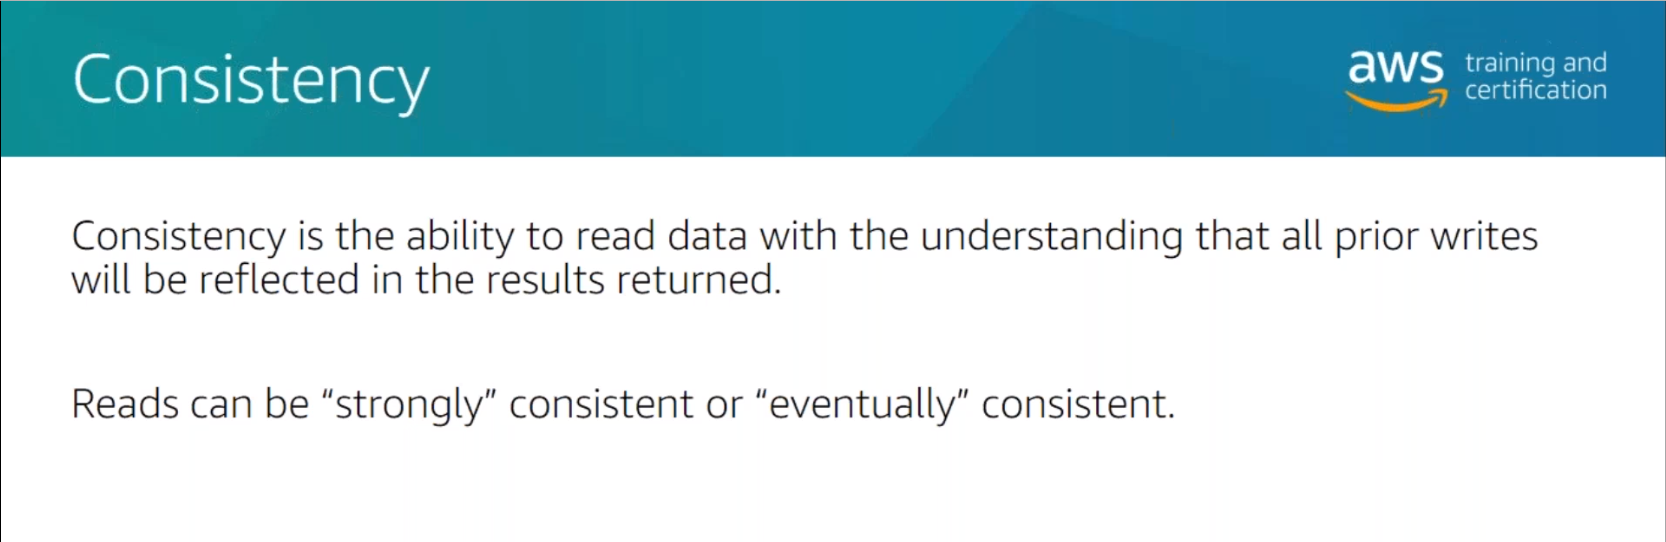 Consistency
aws training and
certification
Consistency is the ability to read data with the understanding that all prior writes
will be reflected in the results returned.
Reads can be “strongly” consistent or “eventually” consistent.